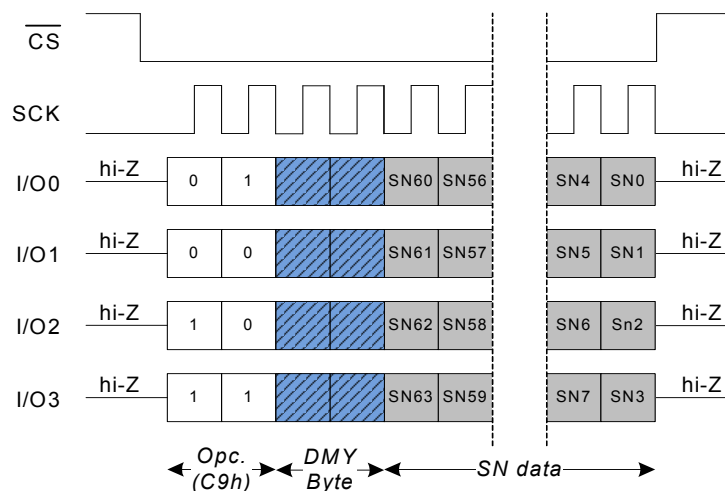 CS
SCK
hi-Z hi-Z
I/O0 0 1 SN60 SN56 SN4 SN0
hi-Z hi-Z
I/O1 0 0 SN61 SN57 SN5 SN1
hi-Z hi-Z
I/O2 1 0 SN62 SN58 SN6 Sn2
hi-Z hi-Z
I/O3 1 1 SN63 SN59 SN7 SN3
Opc. DMY SN data
(C9h) Byte